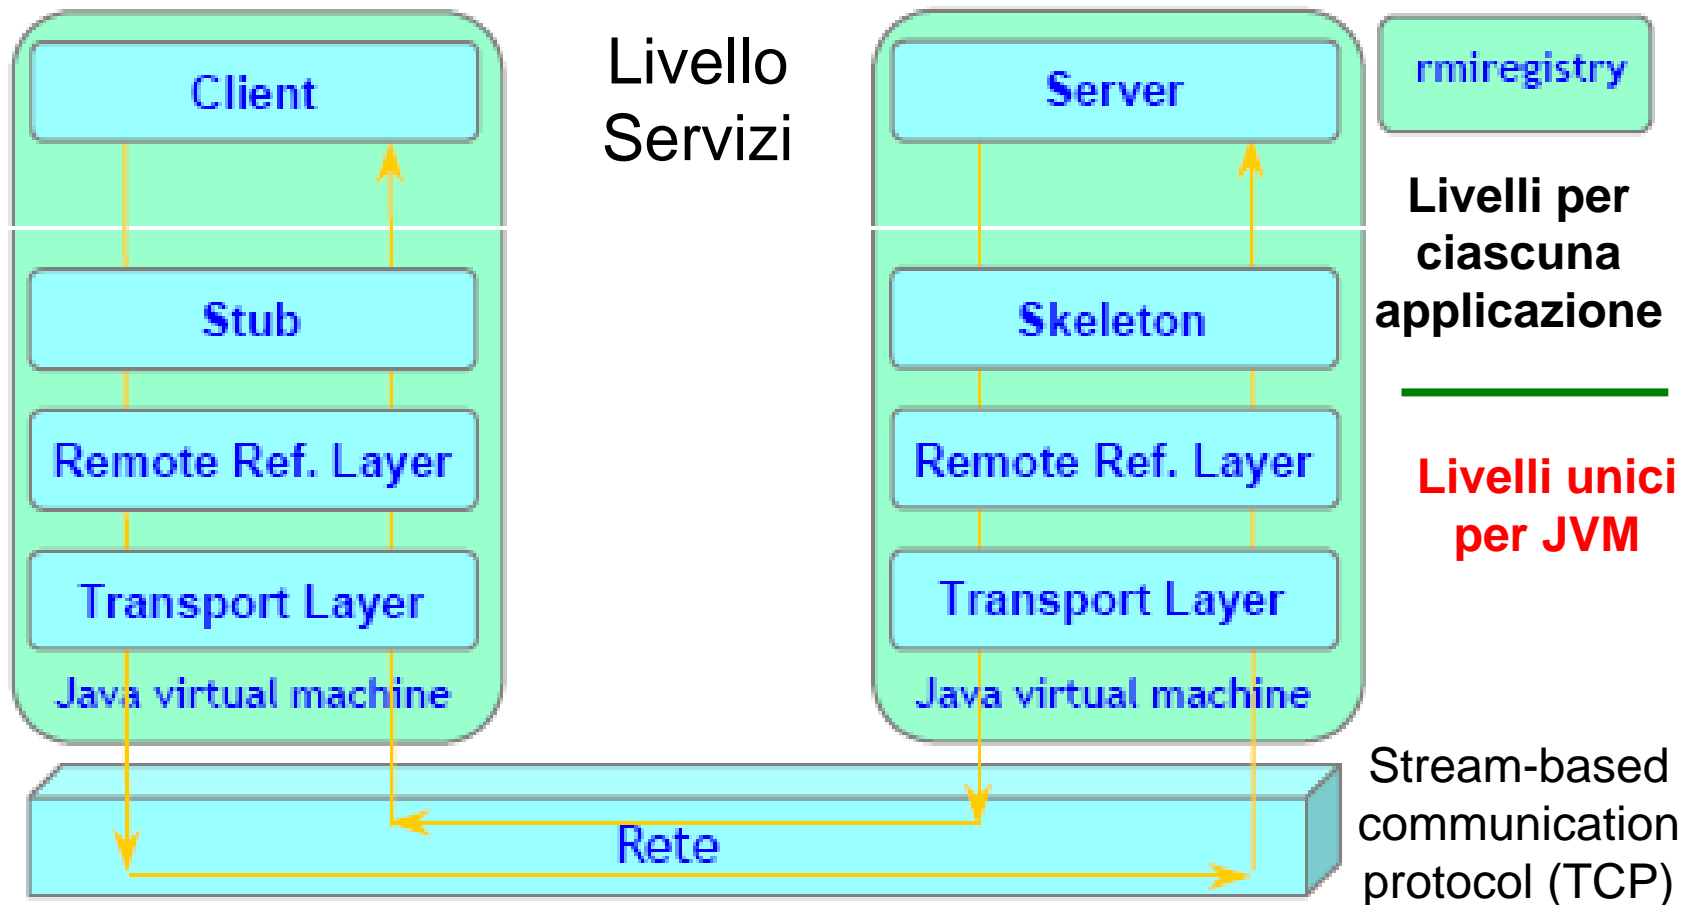 Client
Livello
Servizi
Server
rmiregistry
Livelli per
ciascuna
applicazione
Stub
Skeleton
Remote Ref. Layer
Remote Ref. Layer
Livelli unici
per JVM
Transport Layer
Transport Layer
Java virtual machine
Java virtual machine
Rete
Stream-based
communication
protocol (TCP)